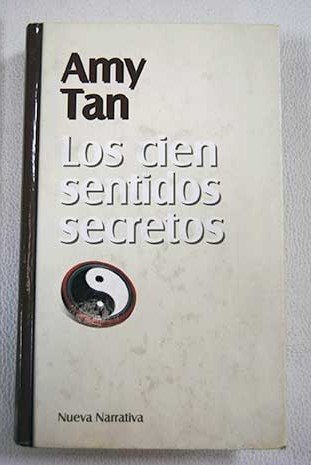 Amy
Tan
Los cien
sentidos
secretos
Nueva Narrativa